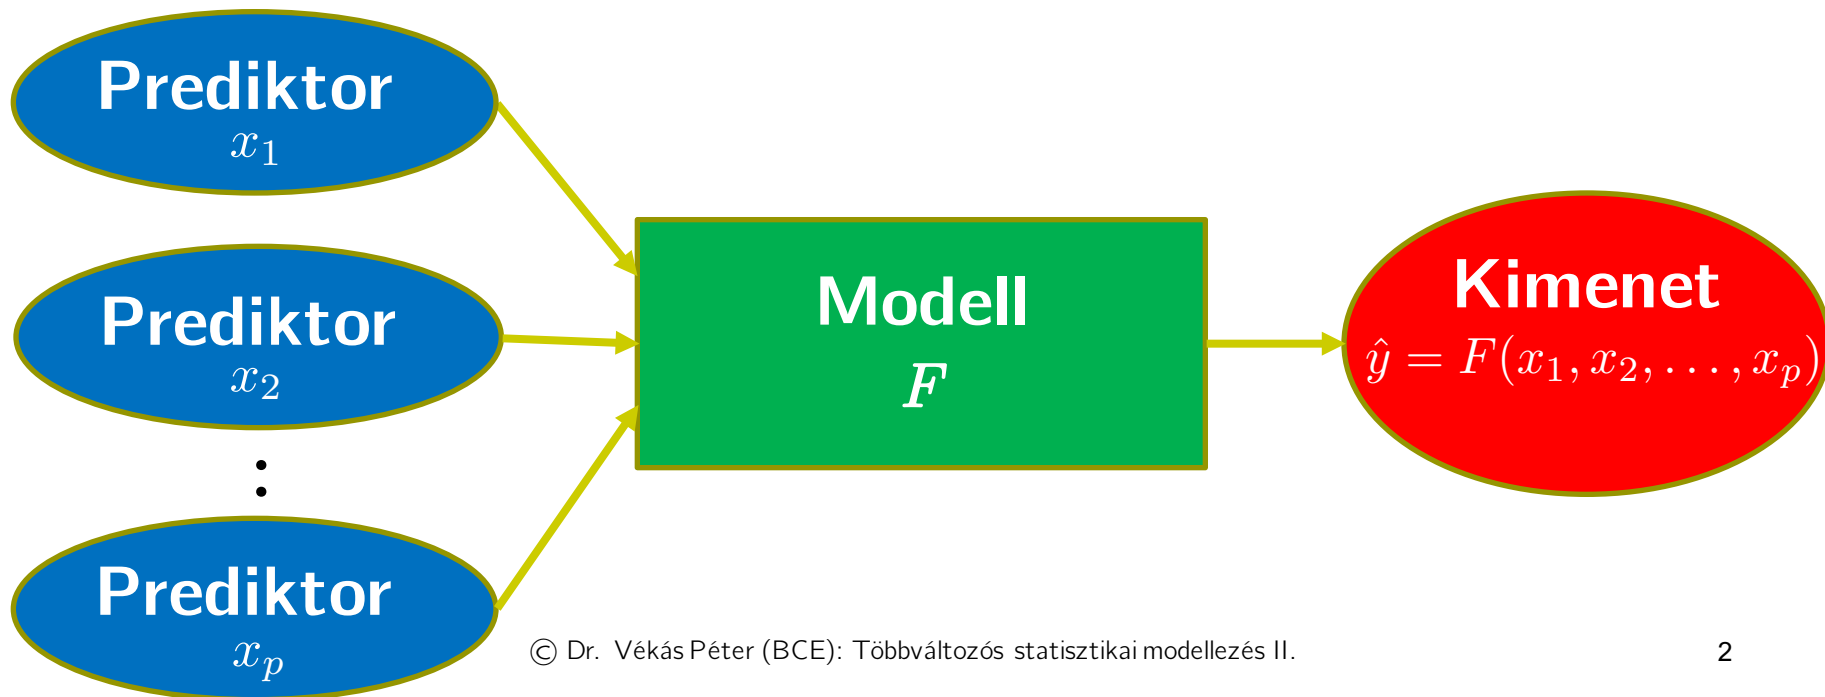 Prediktor
x₁
Prediktor
x₂
:
Prediktor
xₚ
Modell
F
Kimenet
ŷ = F(x₁, x₂, . . . , xₚ)
© Dr. Vékás Péter (BCE): Többváltozós statisztikai modellezés II.
2